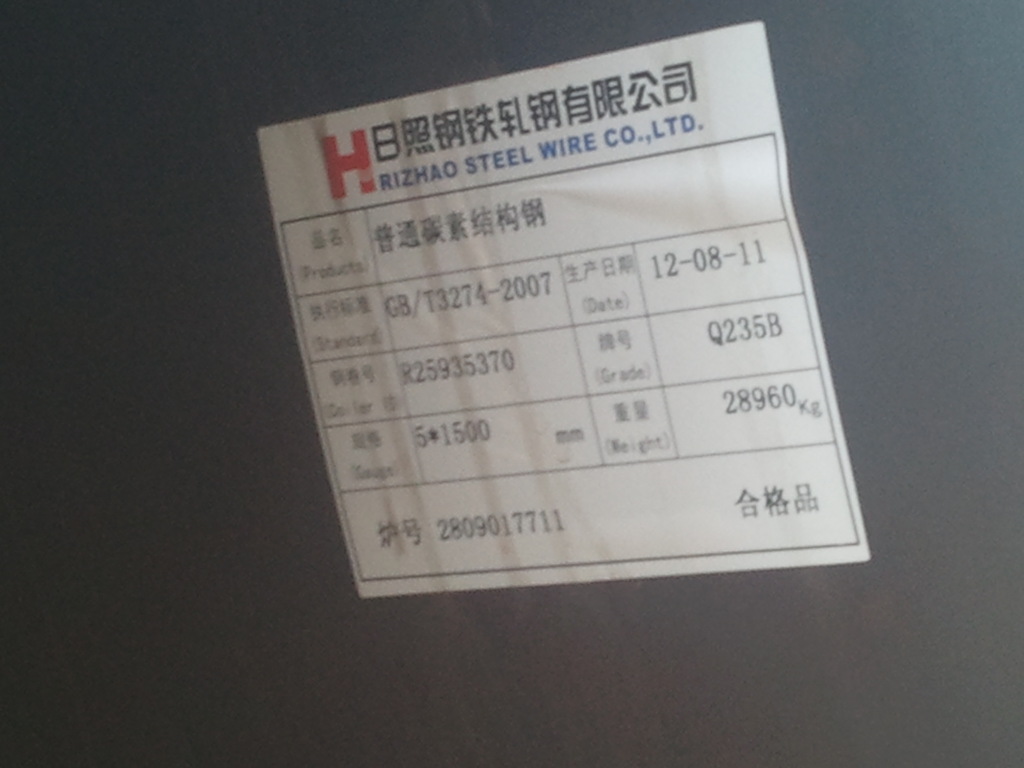 日照钢铁轧钢有限公司
RIZHAO STEEL WIRE CO.,LTD.
品名 普通碳素结构钢
(Products)
执行标准 GB/T3274-2007 生产日期 12-08-11
(Standard) (Date)
钢卷号 R25935370 牌号 Q235B
(Grade)
规格 5*1500 mm 重量 28960Kg
(Gauge) (Weight)
炉号 2809017711 合格品